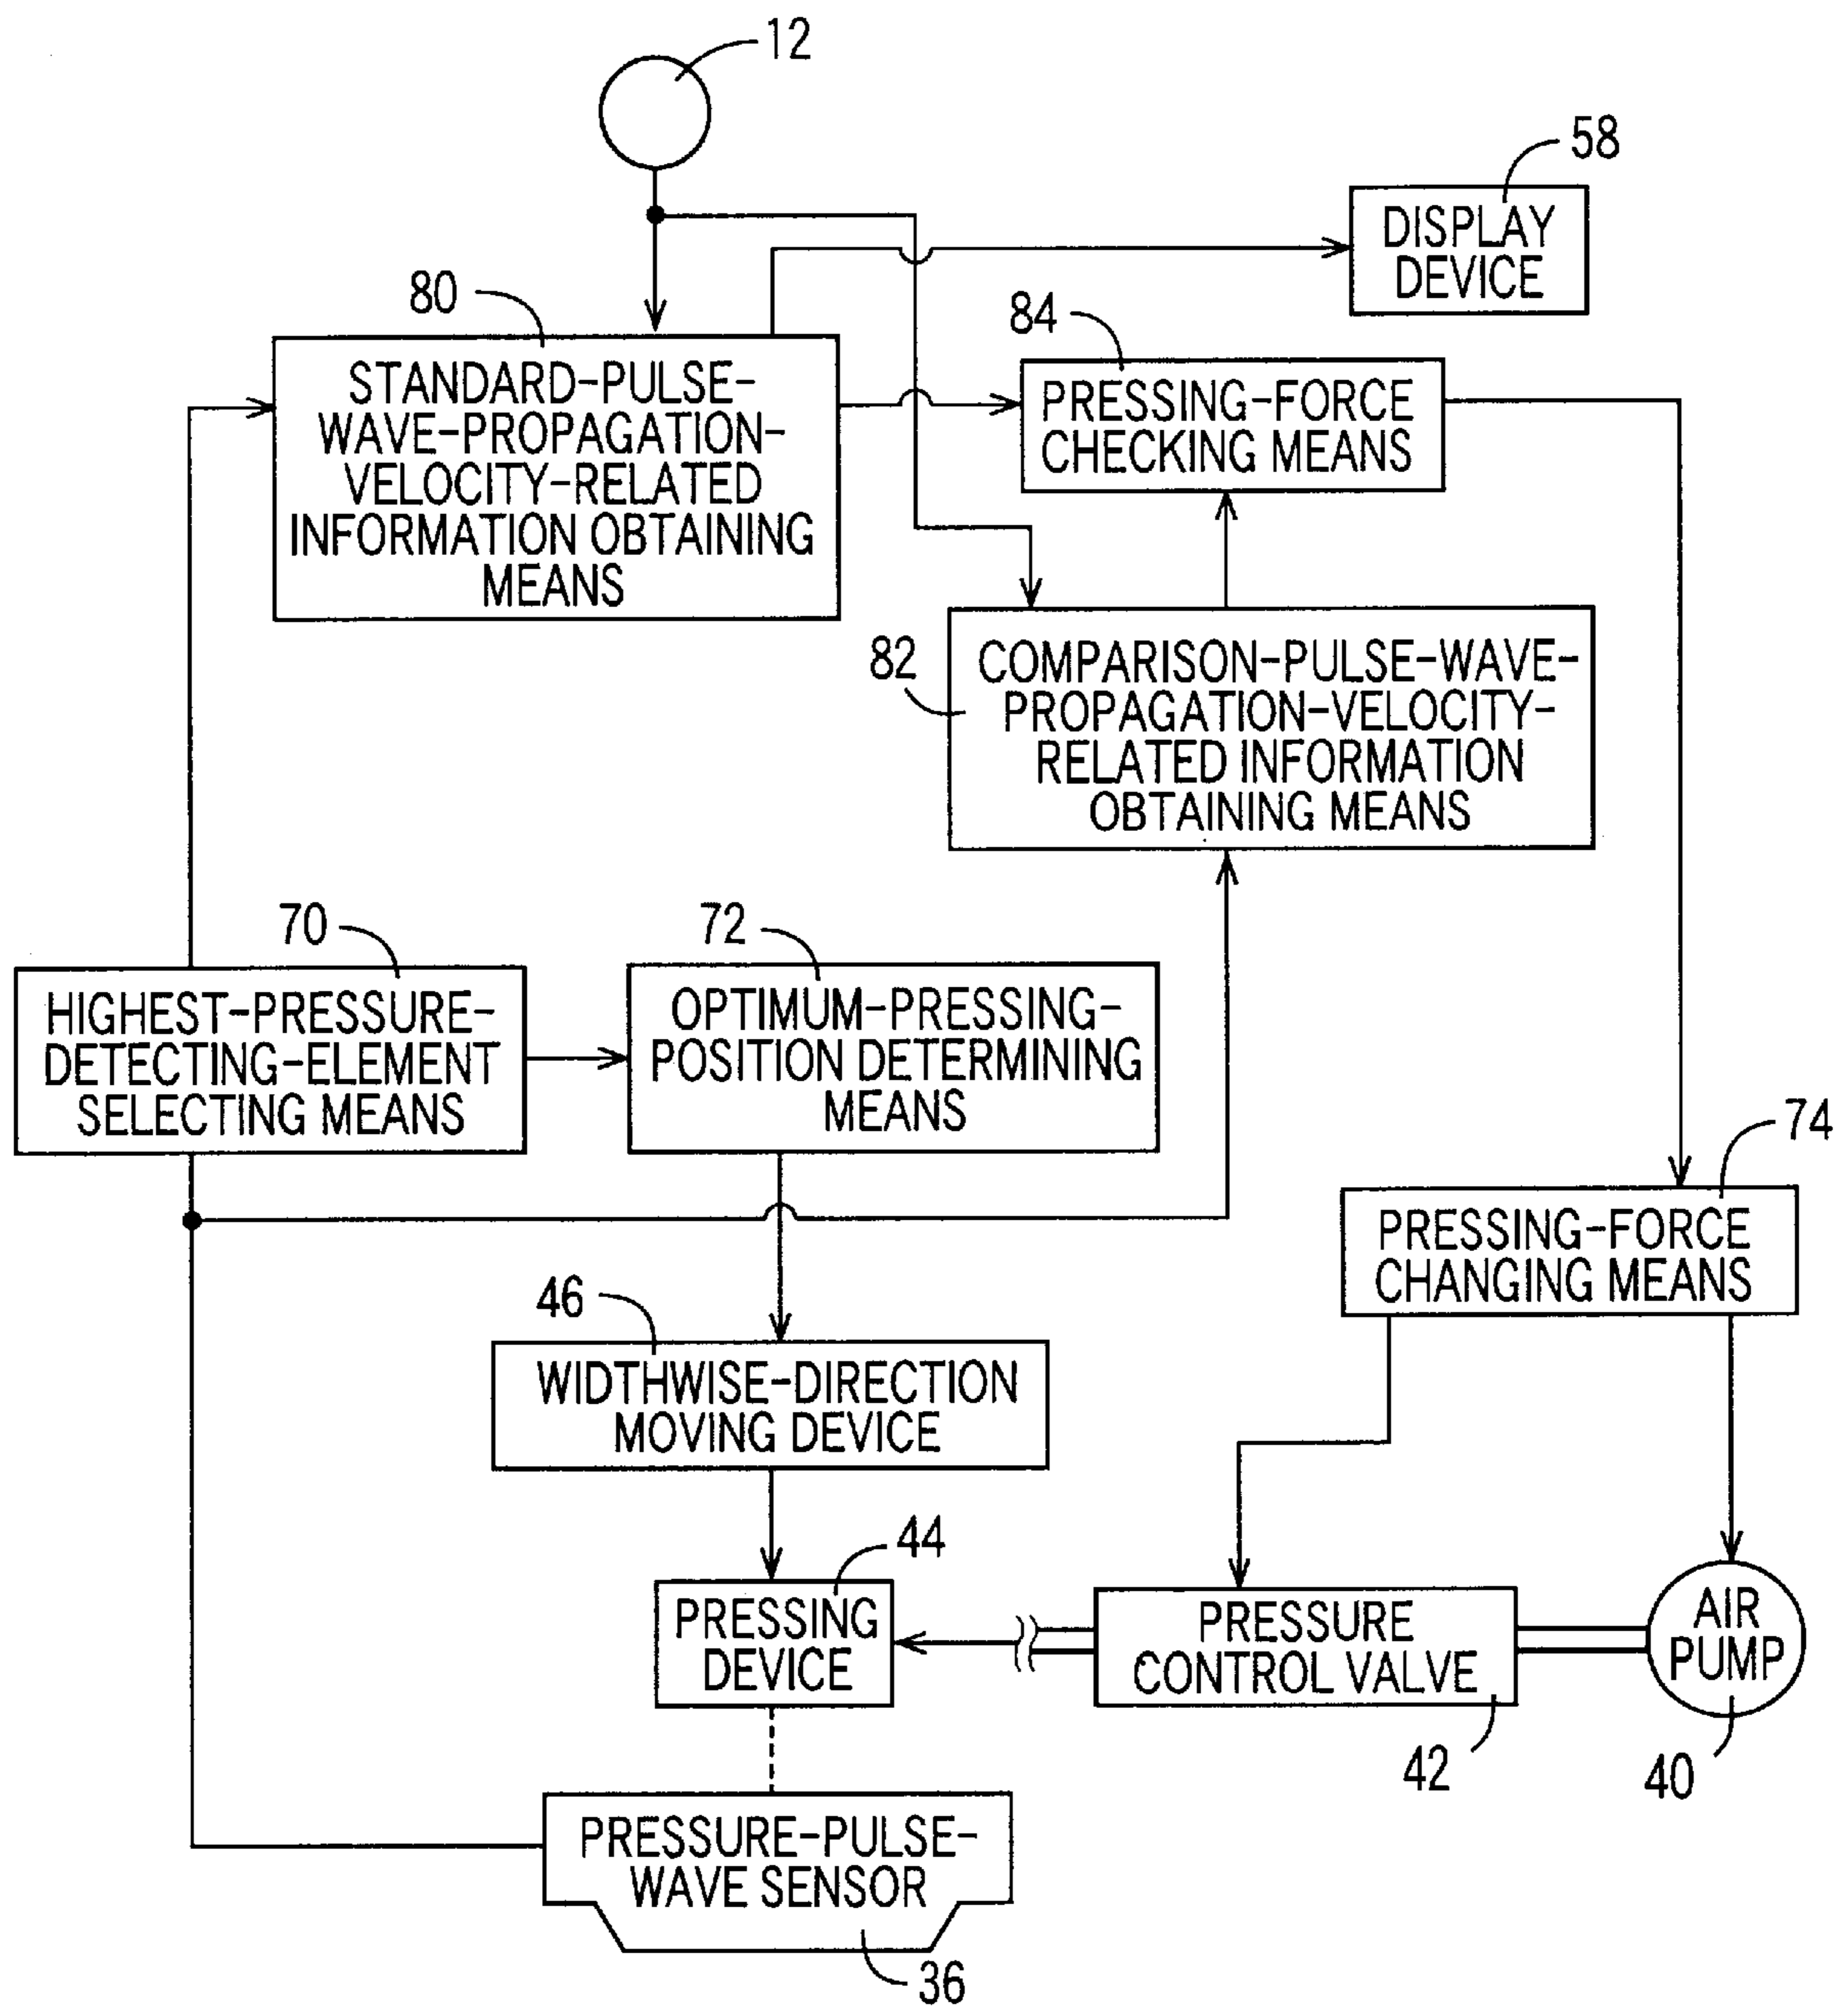 12
58
DISPLAY
DEVICE
80
STANDARD-PULSE-
WAVE-PROPAGATION-
VELOCITY-RELATED
INFORMATION OBTAINING
MEANS
84
PRESSING-FORCE
CHECKING MEANS
82
COMPARISON-PULSE-WAVE-
PROPAGATION-VELOCITY-
RELATED INFORMATION
OBTAINING MEANS
70
HIGHEST-PRESSURE-
DETECTING-ELEMENT
SELECTING MEANS
72
OPTIMUM-PRESSING-
POSITION DETERMINING
MEANS
74
PRESSING-FORCE
CHANGING MEANS
46
WIDTHWISE-DIRECTION
MOVING DEVICE
44
PRESSING
DEVICE
PRESSURE
CONTROL VALVE
42
AIR
PUMP
40
PRESSURE-PULSE-
WAVE SENSOR
36